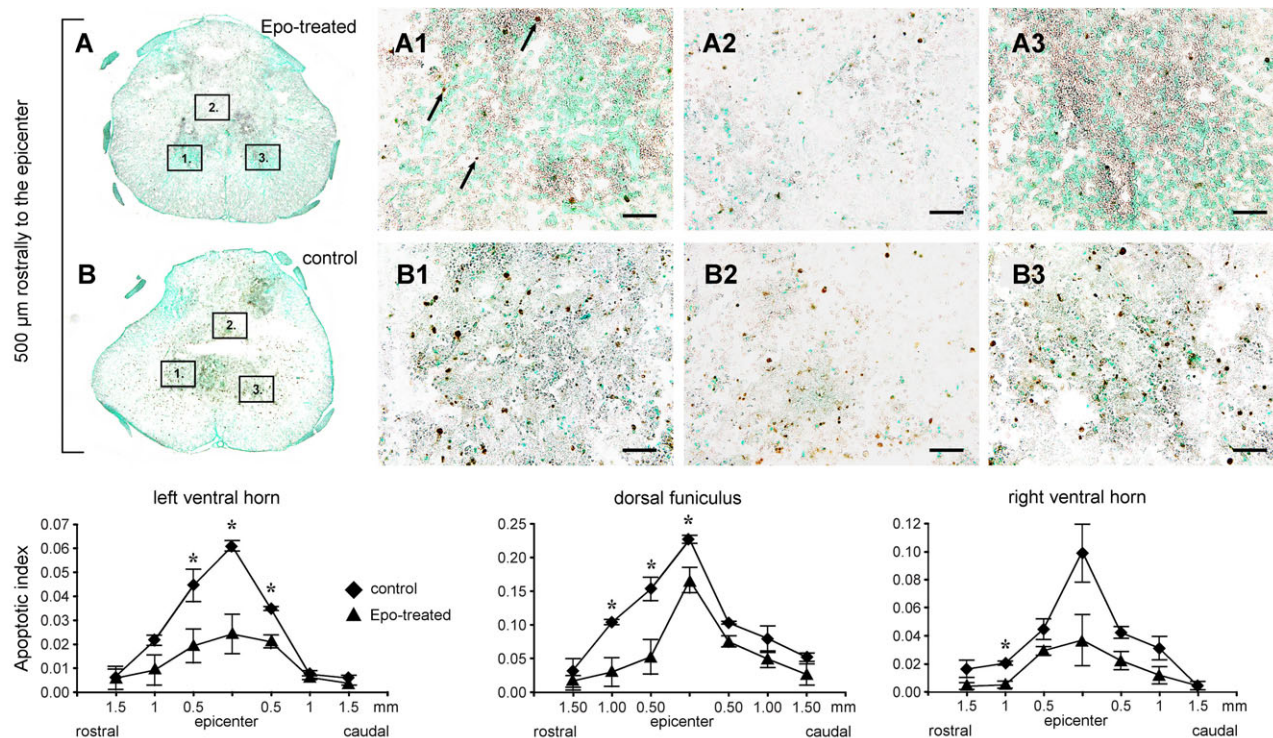 500 µm rostrally to the epicenter
A
Epo-treated
2.
1.
3.
A1
A2
A3
B
control
2.
1.
3.
B1
B2
B3
left ventral horn
Apoptotic index
0.07
0.06
0.05
0.04
0.03
0.02
0.01
0.00
* * *
control
Epo-treated
1.5 1 0.5 0.5 1 1.5 mm
epicenter
rostral caudal
dorsal funiculus
0.25
0.20
0.15
0.10
0.05
0.00
* * *
1.50 1.00 0.50 0.50 1.00 1.50 mm
epicenter
rostral caudal
right ventral horn
0.12
0.10
0.08
0.06
0.04
0.02
0.00
*
1.5 1 0.5 0.5 1 1.5 mm
epicenter
rostral caudal